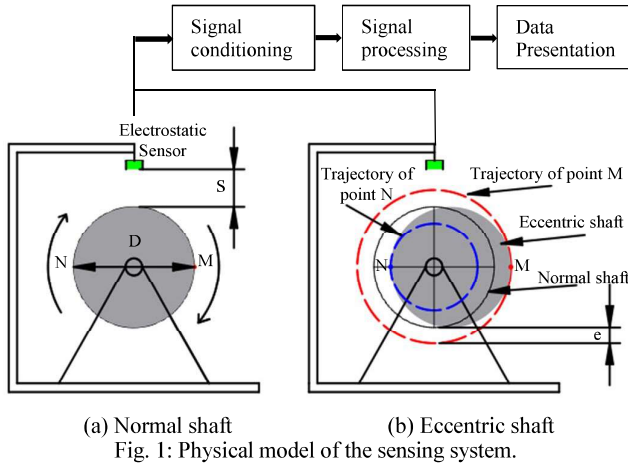 Signal
conditioning
Signal
processing
Data
Presentation
Electrostatic
Sensor
S
D
N
M
(a) Normal shaft
Trajectory of
point N
Trajectory of point M
Eccentric shaft
N
M
Normal shaft
e
(b) Eccentric shaft
Fig. 1: Physical model of the sensing system.